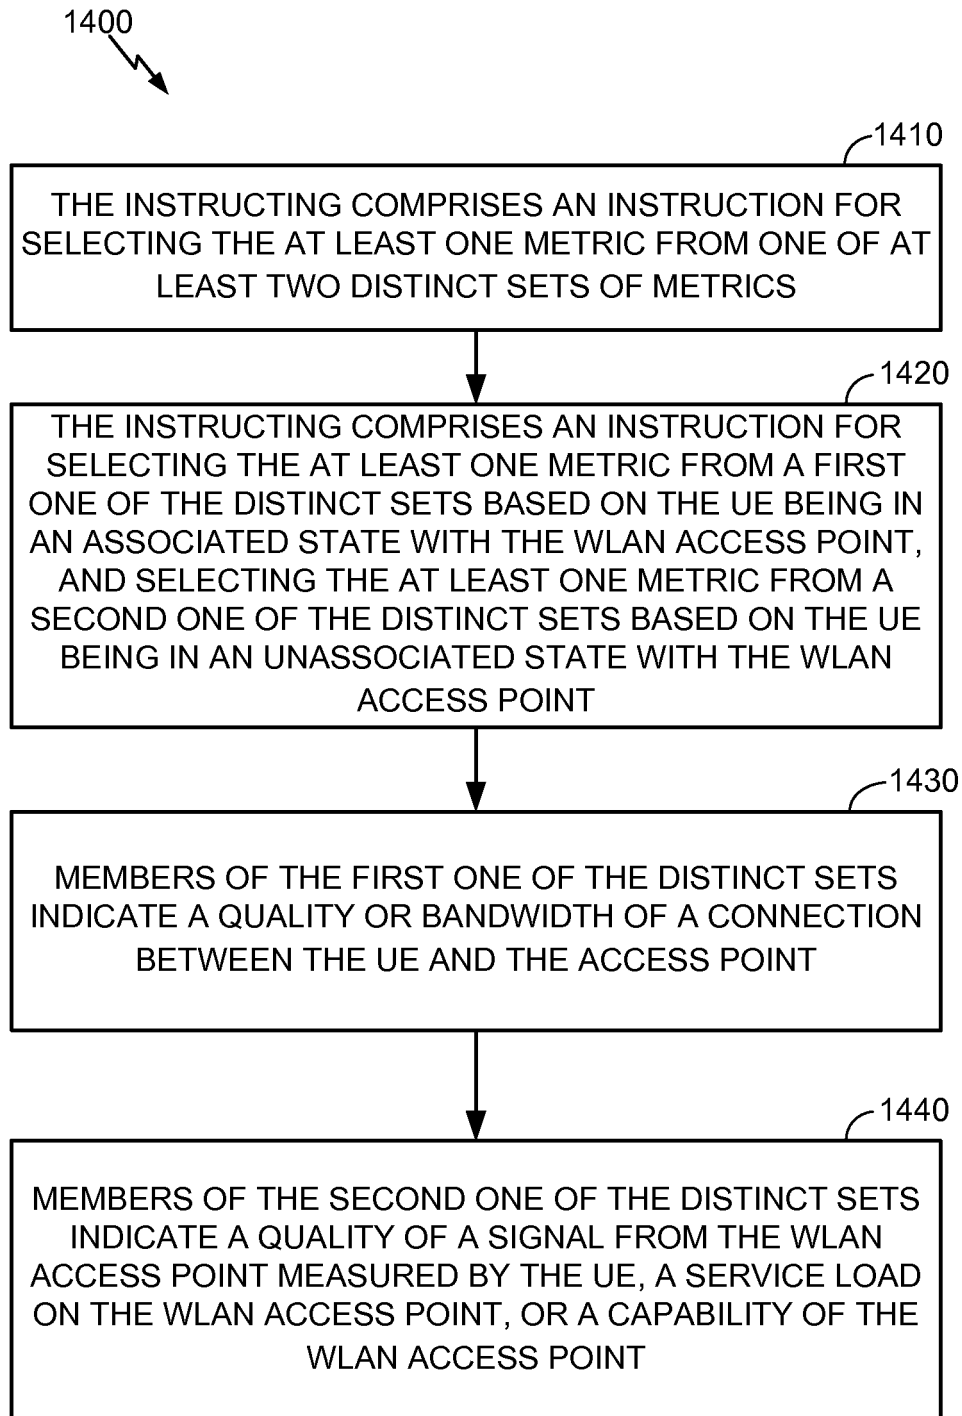 1400
1410
THE INSTRUCTING COMPRISES AN INSTRUCTION FOR
SELECTING THE AT LEAST ONE METRIC FROM ONE OF AT
LEAST TWO DISTINCT SETS OF METRICS
1420
THE INSTRUCTING COMPRISES AN INSTRUCTION FOR
SELECTING THE AT LEAST ONE METRIC FROM A FIRST
ONE OF THE DISTINCT SETS BASED ON THE UE BEING IN
AN ASSOCIATED STATE WITH THE WLAN ACCESS POINT,
AND SELECTING THE AT LEAST ONE METRIC FROM A
SECOND ONE OF THE DISTINCT SETS BASED ON THE UE
BEING IN AN UNASSOCIATED STATE WITH THE WLAN
ACCESS POINT
1430
MEMBERS OF THE FIRST ONE OF THE DISTINCT SETS
INDICATE A QUALITY OR BANDWIDTH OF A CONNECTION
BETWEEN THE UE AND THE ACCESS POINT
1440
MEMBERS OF THE SECOND ONE OF THE DISTINCT SETS
INDICATE A QUALITY OF A SIGNAL FROM THE WLAN
ACCESS POINT MEASURED BY THE UE, A SERVICE LOAD
ON THE WLAN ACCESS POINT, OR A CAPABILITY OF THE
WLAN ACCESS POINT